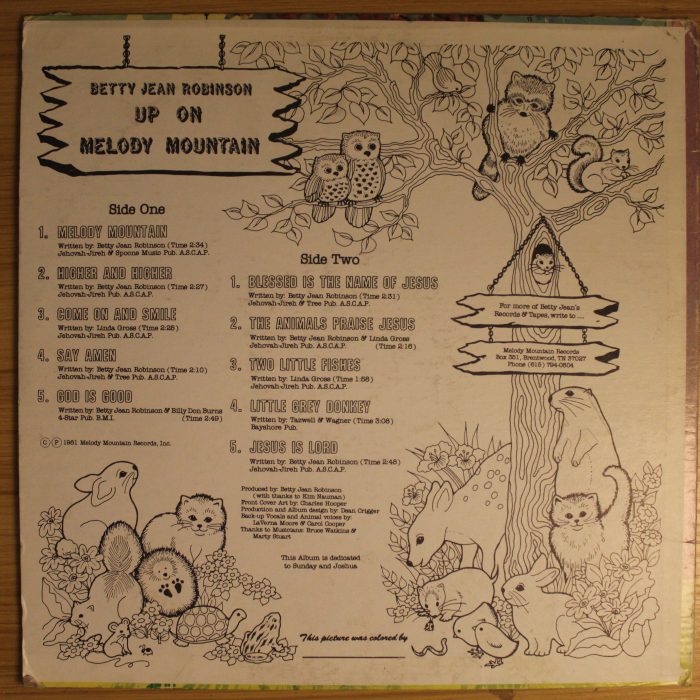 BETTY JEAN ROBINSON
UP ON
MELODY MOUNTAIN
Side One
1. MELODY MOUNTAIN
Written by: Betty Jean Robinson (Time 2:34)
Jehovah-Jireh & Spoone Music Pub. A.S.C.A.P.
2. HIGHER AND HIGHER
Written by: Betty Jean Robinson (Time 2:27)
Jehovah-Jireh Pub. A.S.C.A.P.
3. COME ON AND SMILE
Written by: Linda Gross (Time 2:25)
Jehovah-Jireh Pub. A.S.C.A.P.
4. SAY AMEN
Written by: Betty Jean Robinson (Time 2:10)
Jehovah-Jireh & Tree Pub. A.S.C.A.P.
5. GOD IS GOOD
Written by: Betty Jean Robinson & Billy Don Burns
4-Star Pub. B.M.I. (Time 2:49)
© ℗ 1981 Melody Mountain Records, Inc.
Side Two
1. BLESSED IS THE NAME OF JESUS
Written by: Betty Jean Robinson (Time 2:31)
Jehovah-Jireh & Tree Pub. A.S.C.A.P.
2. THE ANIMALS PRAISE JESUS
Written by: Betty Jean Robinson & Linda Gross
Jehovah-Jireh Pub. A.S.C.A.P. (Time 2:16)
3. TWO LITTLE FISHES
Written by: Linda Gross (Time 1:58)
Jehovah-Jireh Pub. A.S.C.A.P.
4. LITTLE GREY DONKEY
Written by: Tazwell & Wagner (Time 3:08)
Bayshore Pub.
5. JESUS IS LORD
Written by: Betty Jean Robinson (Time 2:48)
Jehovah-Jireh Pub. A.S.C.A.P.
Produced by: Betty Jean Robinson
(with thanks to Kim Nauman)
Front Cover Art by: Charles Hooper
Production and Album design by: Dean Crigger
Back-up Vocals and Animal voices by:
LaVerna Moore & Carol Cooper
Thanks to Musicians: Bruce Watkins &
Marty Stuart
This Album is dedicated
to Sunday and Joshua
For more of Betty Jean's
Records & Tapes, write to ...
Melody Mountain Records
Box 351, Brentwood, TN 37027
Phone (615) 794-0504
This picture was colored by